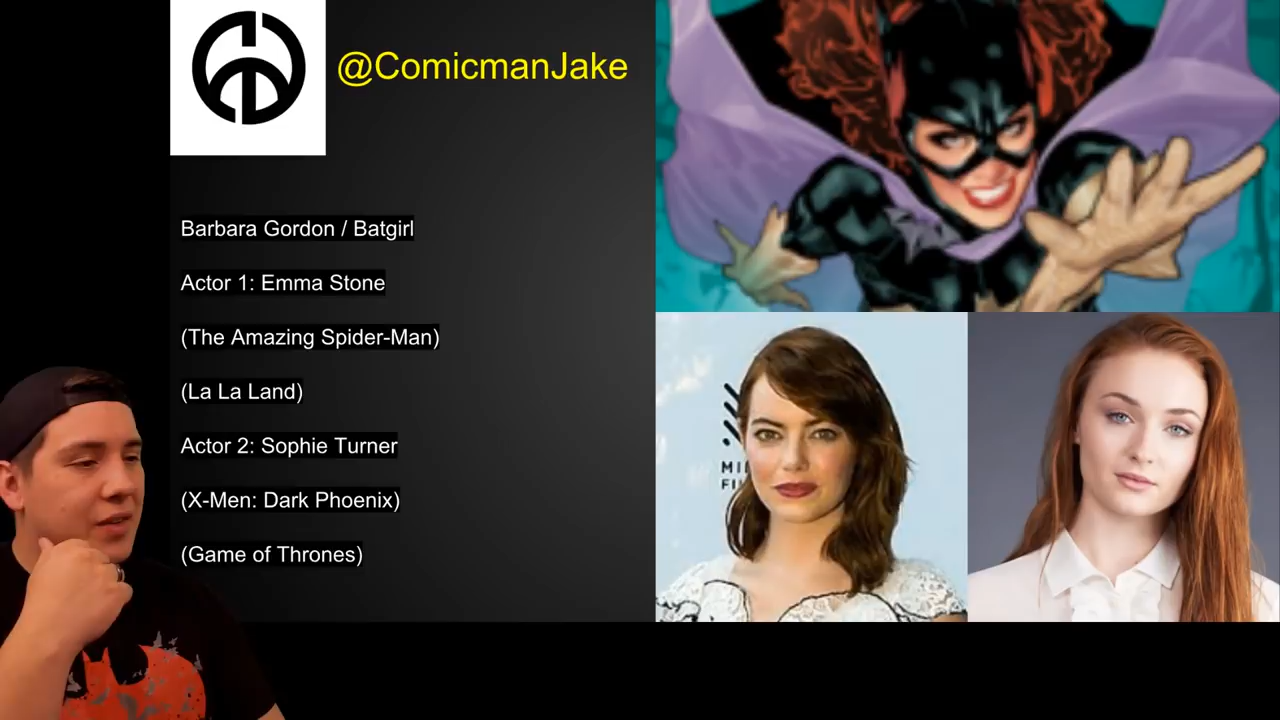 @ComicmanJake
Barbara Gordon / Batgirl
Actor 1: Emma Stone
(The Amazing Spider-Man)
(La La Land)
Actor 2: Sophie Turner
(X-Men: Dark Phoenix)
(Game of Thrones)